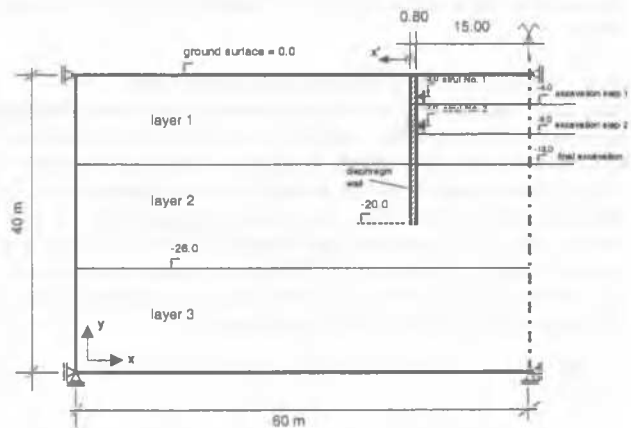 0.80
15.00
x'
ground surface = 0.0
strut No. 1
-4.0 excavation step 1
layer 1
-8.0 excavation step 2
-12.0 final excavation
diaphragm
wall
layer 2
-20.0
40 m
-26.0
layer 3
y
x
60 m